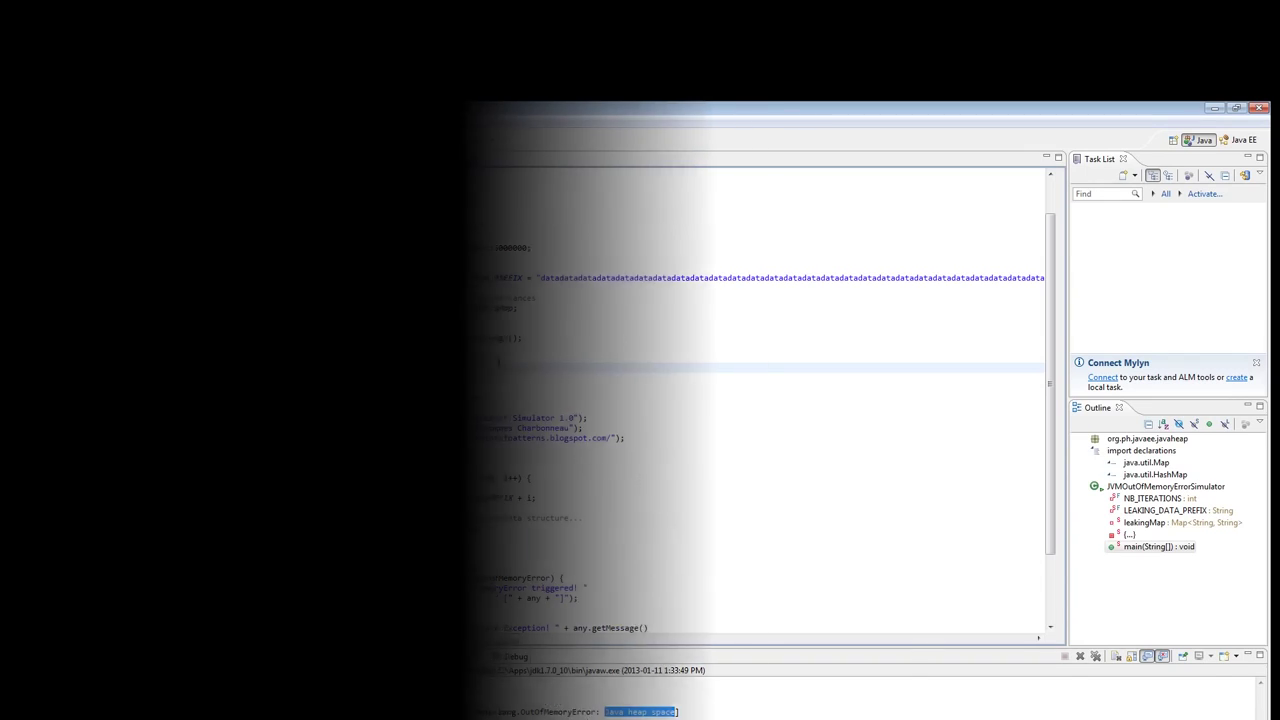 Java
Java EE
Task List
Find
All
Activate...
000000;
PREFIX = "datadatadatadatadatadatadatadatadatadatadatadatadatadatadatadatadatadatadatadatadatadatadatadatadatadatadatadatadatadatadatadatadatadatadatadata
Connect Mylyn
Connect to your task and ALM tools or create a local task.
Simulator 1.0");
Charbonneau");
patterns.blogspot.com/");
i++) {
+ i;
data structure...
Outline
org.ph.javaee.javaheap
import declarations
java.util.Map
java.util.HashMap
JVMOutOfMemoryErrorSimulator
NB_ITERATIONS : int
LEAKING_DATA_PREFIX : String
leakingMap : Map<String, String>
{...}
main(String[]) : void
MemoryError) {
Error triggered! "
[" + any + "]");
Exception! " + any.getMessage()
Debug
\Apps\jdk1.7.0_10\bin\javaw.exe (2013-01-11 1:33:49 PM)
.OutOfMemoryError: Java heap space]